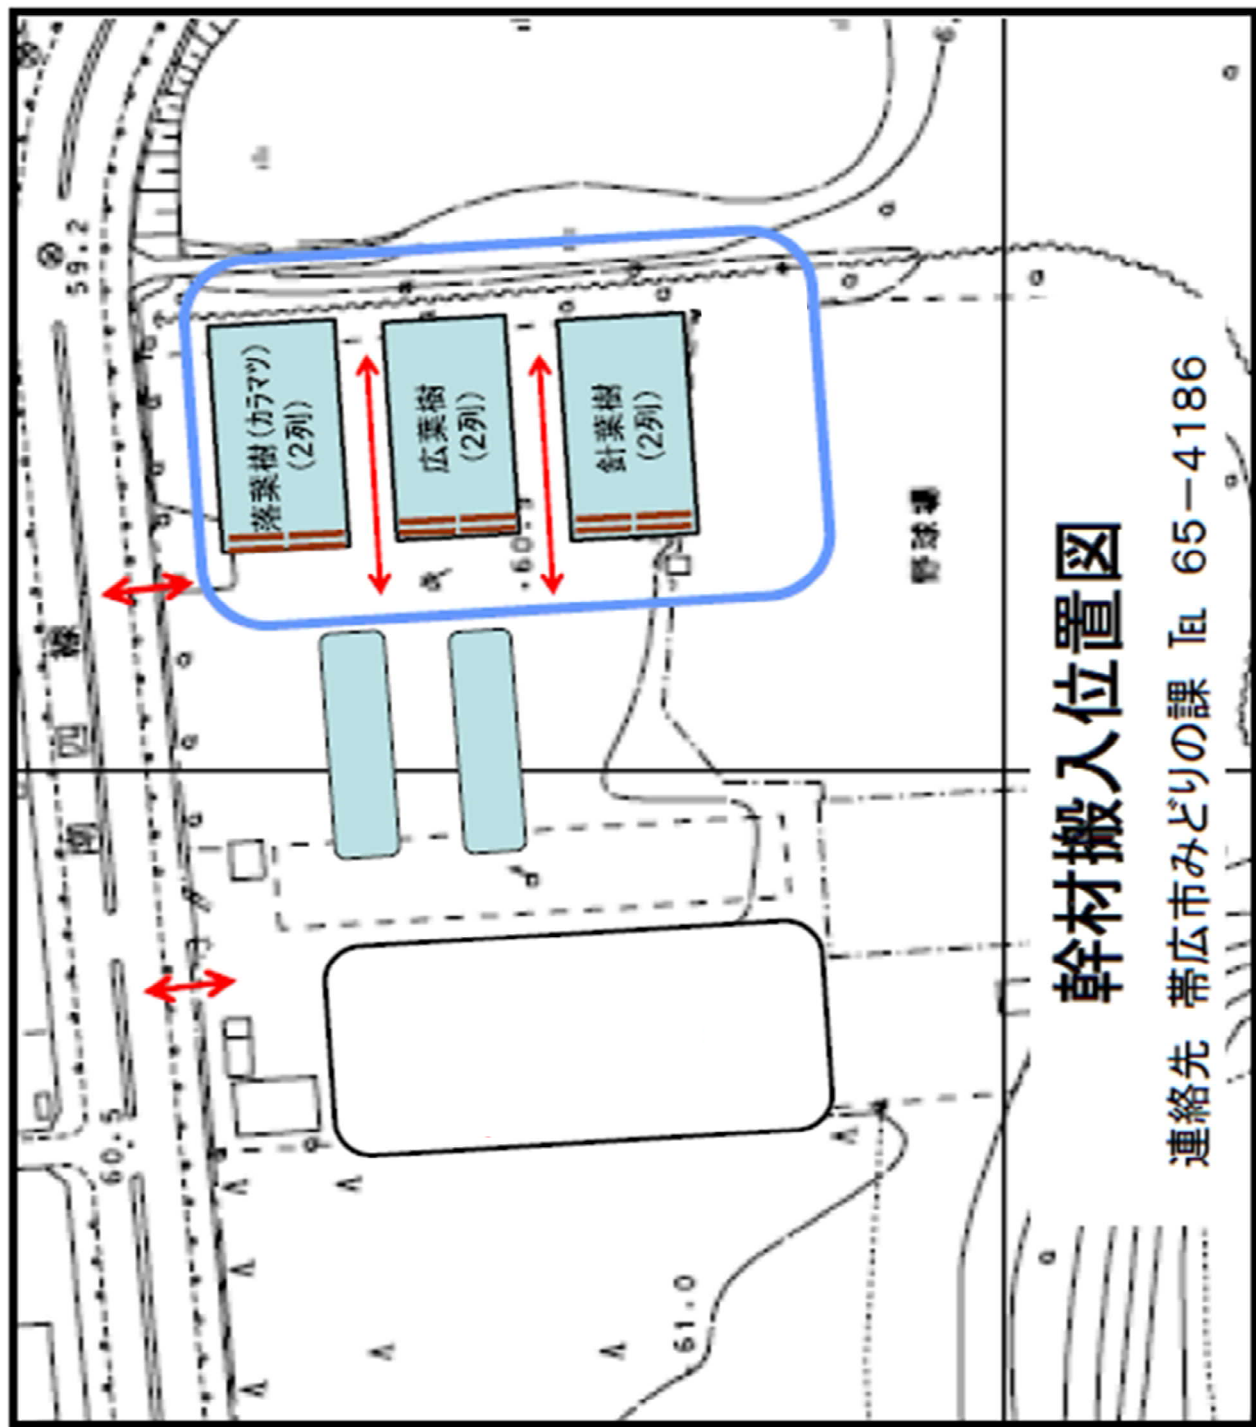 幹材搬入位置図
連絡先 帯広市みどりの課 ℡ 65-4186
落葉樹(カラマツ)
(2列)
広葉樹
(2列)
針葉樹
(2列)
野球場
南四線
59.2
60.5
61.0